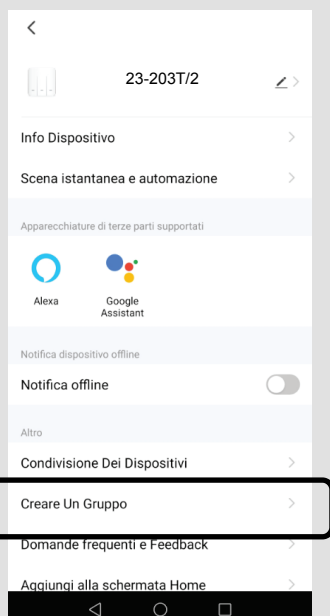 23-203T/2
Info Dispositivo
Scena istantanea e automazione
Apparecchiature di terze parti supportati
Alexa
Google
Assistant
Notifica dispositivo offline
Notifica offline
Altro
Condivisione Dei Dispositivi
Creare Un Gruppo
Domande frequenti e Feedback
Aggiungi alla schermata Home